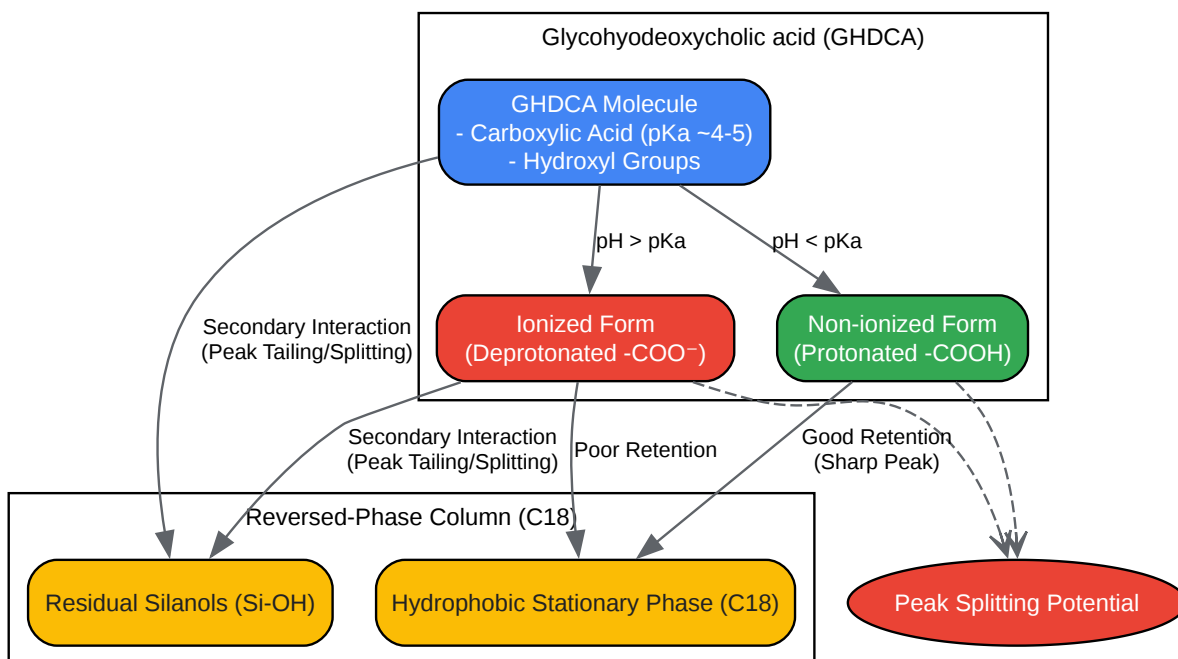 Glycohyodeoxycholic acid (GHDCA)
GHDCA Molecule
- Carboxylic Acid (pKa ~4-5)
- Hydroxyl Groups
pH > pKa
pH < pKa
Secondary Interaction
(Peak Tailing/Splitting)
Ionized Form
(Deprotonated -COO⁻)
Non-ionized Form
(Protonated -COOH)
Secondary Interaction
(Peak Tailing/Splitting)
Poor Retention
Good Retention
(Sharp Peak)
Reversed-Phase Column (C18)
Residual Silanols (Si-OH)
Hydrophobic Stationary Phase (C18)
Peak Splitting Potential